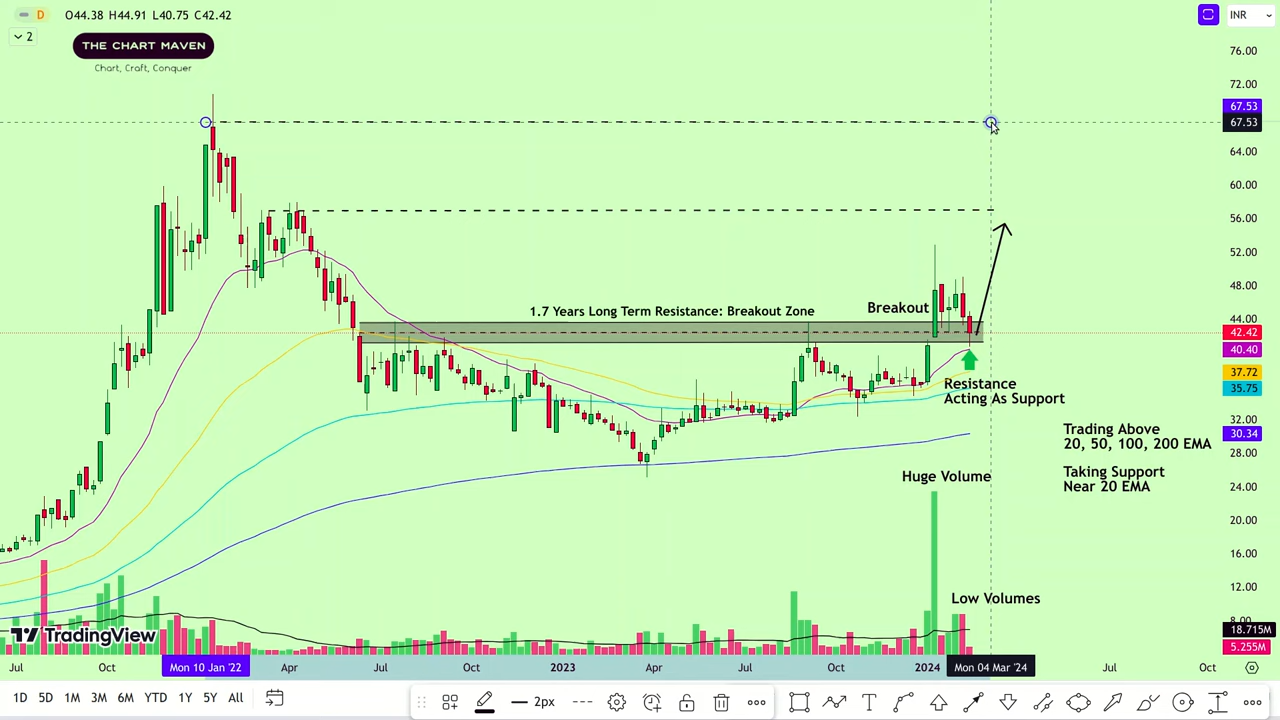 D O44.38 H44.91 L40.75 C42.42
2
THE CHART MAVEN
Chart, Craft, Conquer
INR
76.00
72.00
67.53
67.53
64.00
60.00
56.00
52.00
48.00
44.00
42.42
40.40
37.72
35.75
32.00
30.34
28.00
24.00
20.00
16.00
12.00
8.00
18.715M
5.255M
1.7 Years Long Term Resistance: Breakout Zone
Breakout
Resistance
Acting As Support
Trading Above
20, 50, 100, 200 EMA
Taking Support
Near 20 EMA
Huge Volume
Low Volumes
TradingView
Jul Oct Mon 10 Jan '22 Apr Jul Oct 2023 Apr Jul Oct 2024 Mon 04 Mar '24 Jul Oct
1D 5D 1M 3M 6M YTD 1Y 5Y All
2px
T